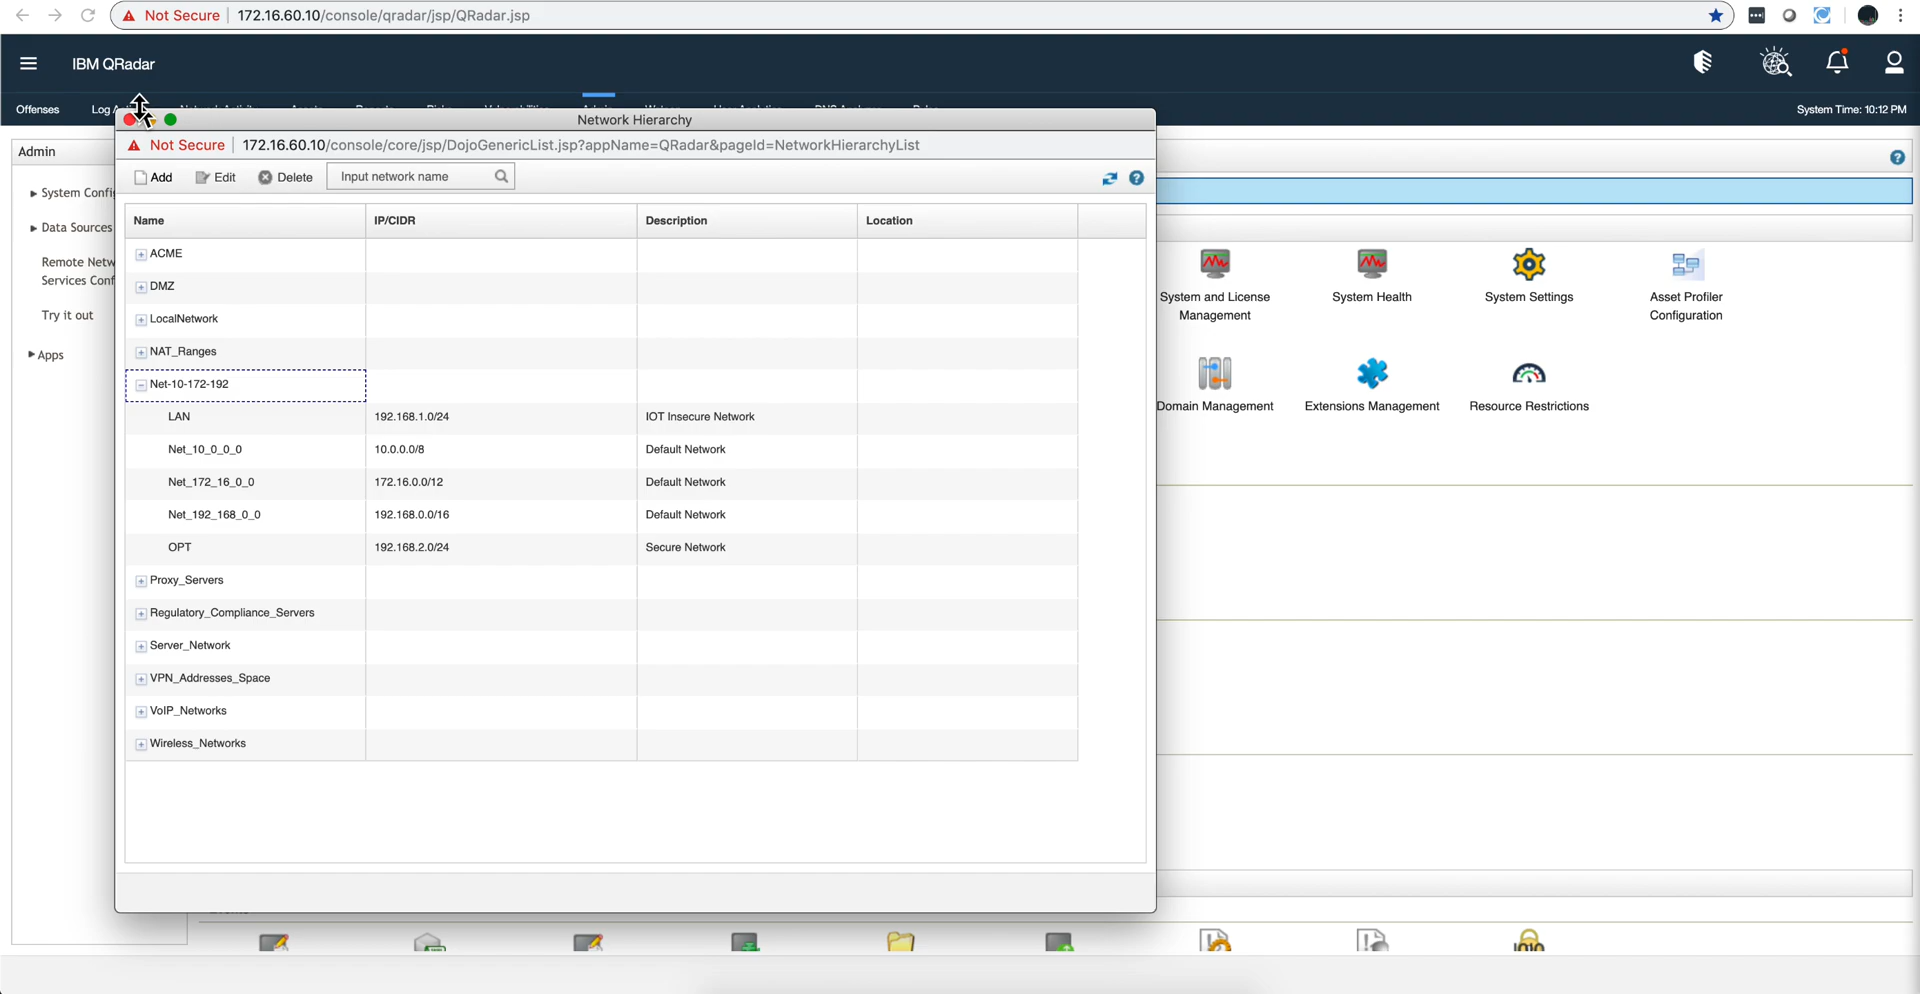 Not Secure 172.16.60.10/console/qradar/jsp/QRadar.jsp
IBM QRadar
Offenses Log
System Time: 10:12 PM
Network Hierarchy
Not Secure 172.16.60.10/console/core/jsp/DojoGenericList.jsp?appName=QRadar&pageId=NetworkHierarchyList
Admin
System Confi
Data Sources
Remote Netw
Services Conf
Try it out
Apps
Add Edit Delete Input network name
Name IP/CIDR Description Location
ACME
DMZ
LocalNetwork
NAT_Ranges
Net-10-172-192
LAN 192.168.1.0/24 IOT Insecure Network
Net_10_0_0_0 10.0.0.0/8 Default Network
Net_172_16_0_0 172.16.0.0/12 Default Network
Net_192_168_0_0 192.168.0.0/16 Default Network
OPT 192.168.2.0/24 Secure Network
Proxy_Servers
Regulatory_Compliance_Servers
Server_Network
VPN_Addresses_Space
VoIP_Networks
Wireless_Networks
System and License
Management
System Health
System Settings
Asset Profiler
Configuration
Domain Management
Extensions Management
Resource Restrictions